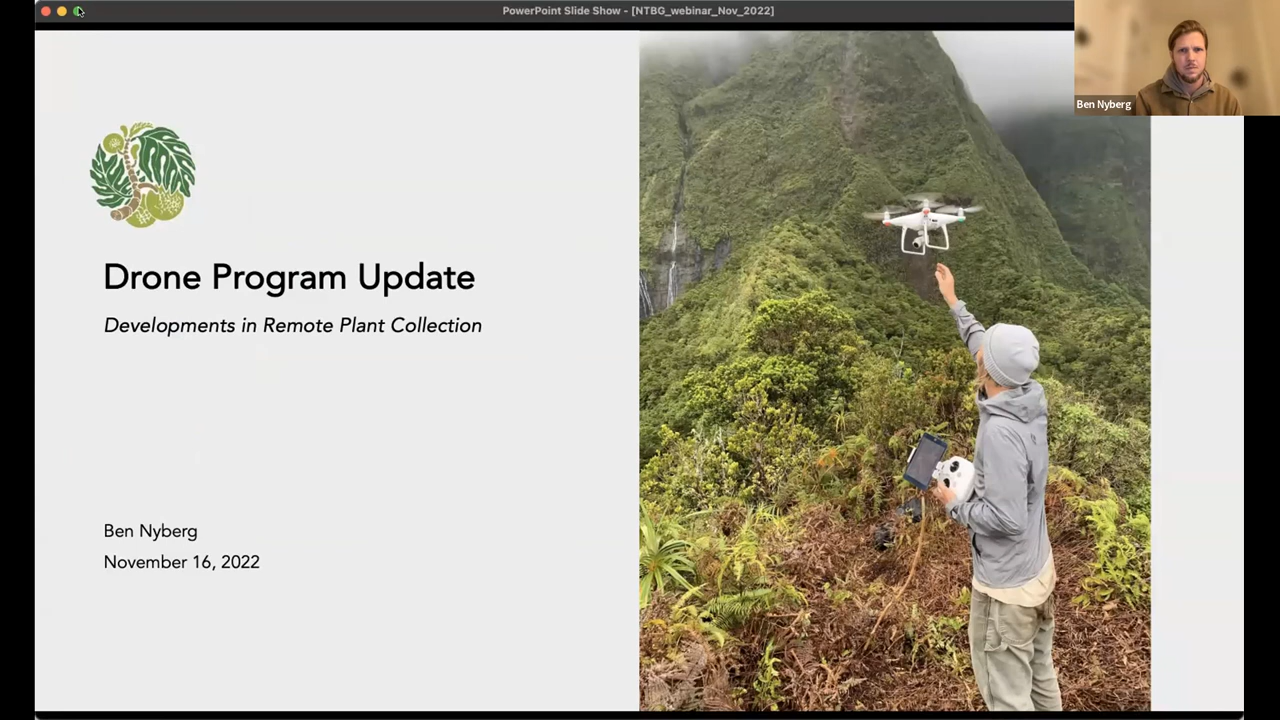 PowerPoint Slide Show - [NTBG_webinar_Nov_2022]
Ben Nyberg
Drone Program Update
Developments in Remote Plant Collection
Ben Nyberg
November 16, 2022